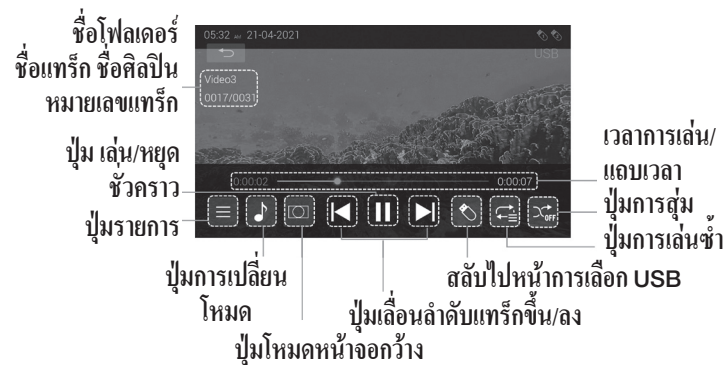 ชื่อโฟลเดอร์
ชื่อแทร็ก ชื่อศิลปิน
หมายเลขแทร็ก
05:32 AM 21-04-2021
USB
Video3
0017/0031
ปุ่ม เล่น/หยุด
ชั่วคราว
0:00:02
0:00:07
เวลาการเล่น/
แถบเวลา
ปุ่มรายการ
OFF
ปุ่มการสุ่ม
ปุ่มการเล่นซ้ำ
ปุ่มการเปลี่ยน
โหมด
สลับไปหน้าการเลือก USB
ปุ่มเลื่อนลำดับแทร็กขึ้น/ลง
ปุ่มโหมดหน้าจอกว้าง